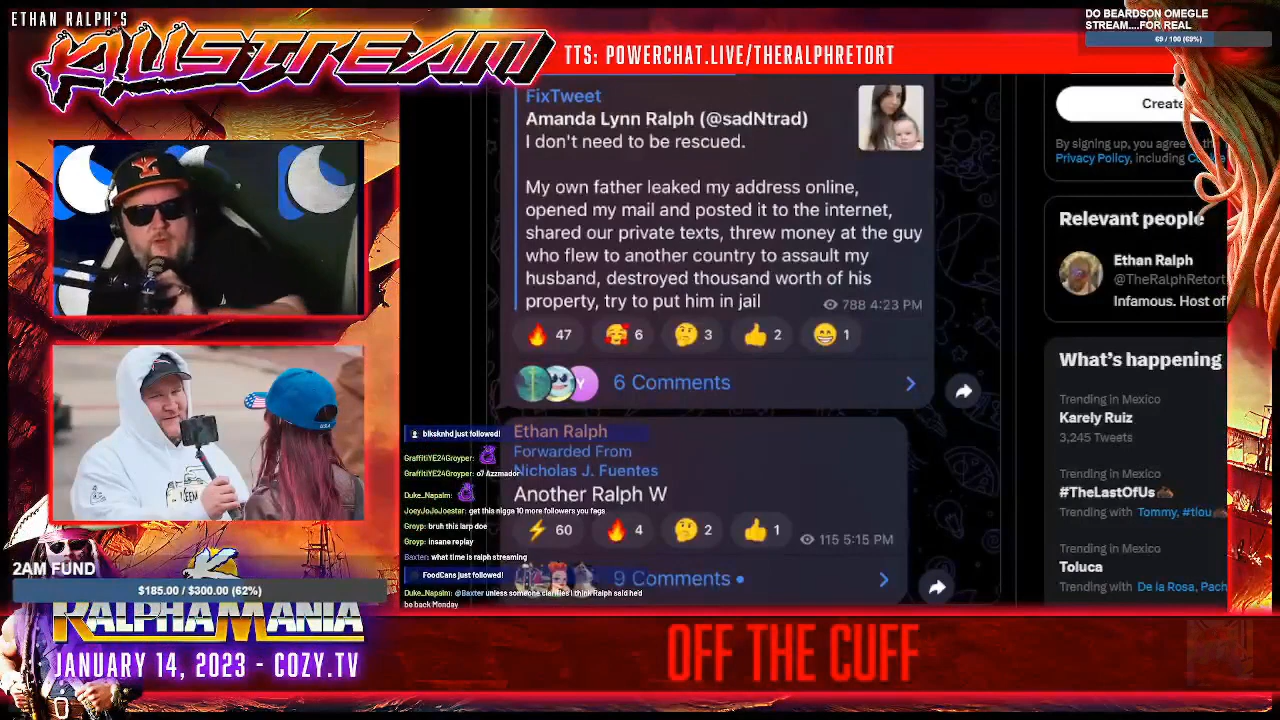 ETHAN RALPH'S
KILLSTREAM
TTS: POWERCHAT.LIVE/THERALPHRETORT
DO BEARDSON OMEGLE
STREAM....FOR REAL
69 / 100 (69%)
FixTweet
Amanda Lynn Ralph (@sadNtrad)
I don't need to be rescued.
My own father leaked my address online,
opened my mail and posted it to the internet,
shared our private texts, threw money at the guy
who flew to another country to assault my
husband, destroyed thousand worth of his
property, try to put him in jail
788 4:23 PM
47 6 3 2 1
6 Comments
Ethan Ralph
Forwarded From
Nicholas J. Fuentes
Another Ralph W
60 4 2 1
115 5:15 PM
9 Comments
Create
By signing up, you agree
Privacy Policy, including
Relevant people
Ethan Ralph
@TheRalphRetort
Infamous. Host of
What's happening
Trending in Mexico
Karely Ruiz
3,245 Tweets
Trending in Mexico
#TheLastOfUs
Trending with Tommy, #tlou
Trending in Mexico
Toluca
Trending with De la Rosa, Pach
blksknhd just followed!
GraffitiYE24Groyper:
GraffitiYE24Groyper: o7 Azzmador
Duke_Napalm:
JoeyJoJoJoestar: get this nigga 10 more followers you fags
Groyp: bruh this larp doe
Groyp: insane replay
Baxter: what time is ralph streaming
FoodCans just followed!
Duke_Napalm: @Baxter unless someone clarifies I think Ralph said he'd
be back Monday
2AM FUND
$185.00 / $300.00 (62%)
RALPHAMANIA
JANUARY 14, 2023 - COZY.TV
OFF THE CUFF